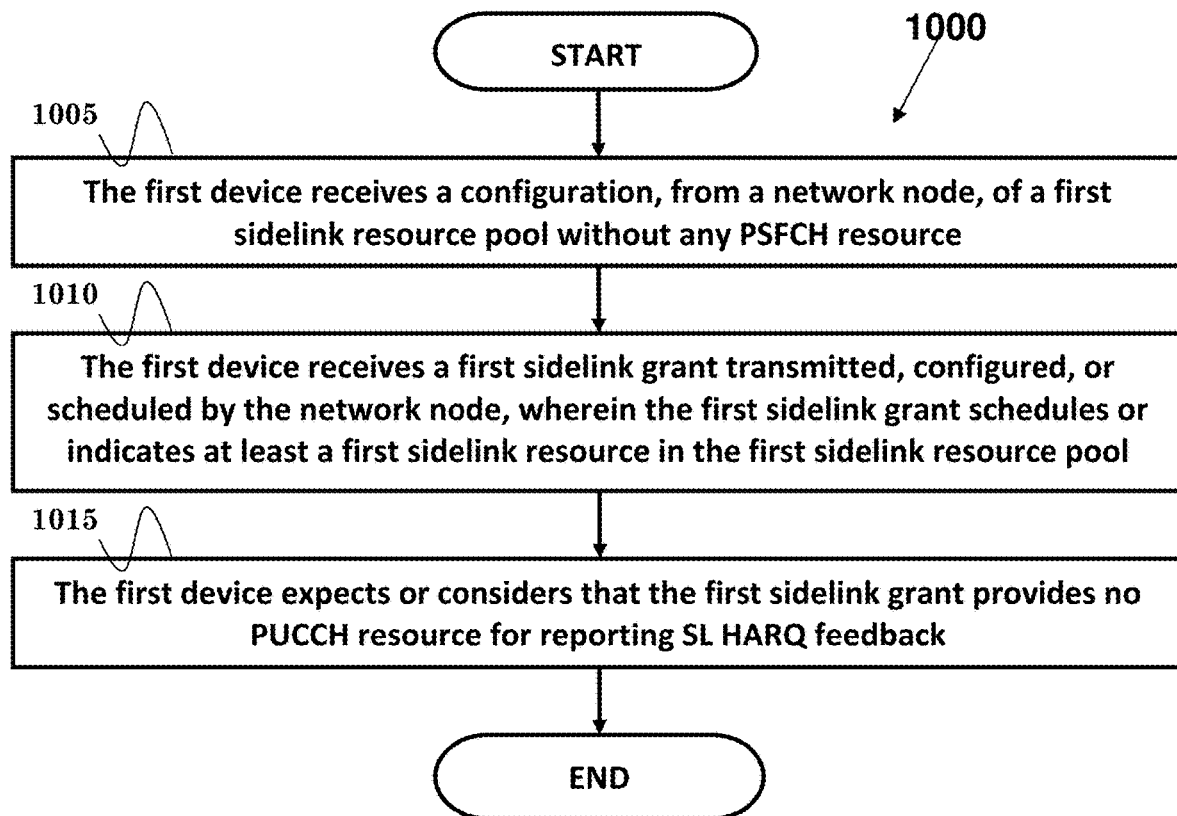 1000
START
1005
The first device receives a configuration, from a network node, of a first
sidelink resource pool without any PSFCH resource
1010
The first device receives a first sidelink grant transmitted, configured, or
scheduled by the network node, wherein the first sidelink grant schedules or
indicates at least a first sidelink resource in the first sidelink resource pool
1015
The first device expects or considers that the first sidelink grant provides no
PUCCH resource for reporting SL HARQ feedback
END